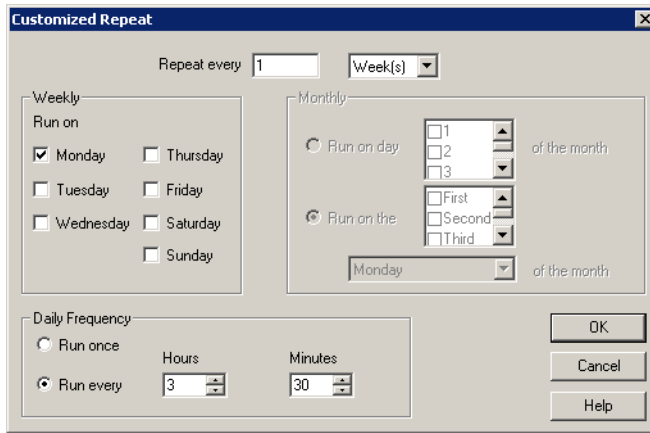 Customized Repeat
Repeat every 1 Week(s)
Weekly
Run on
Monday
Thursday
Tuesday
Friday
Wednesday
Saturday
Sunday
Monthly
Run on day
1
2
3
of the month
Run on the
First
Second
Third
Monday
of the month
Daily Frequency
Run once
Run every
Hours
3
Minutes
30
OK
Cancel
Help